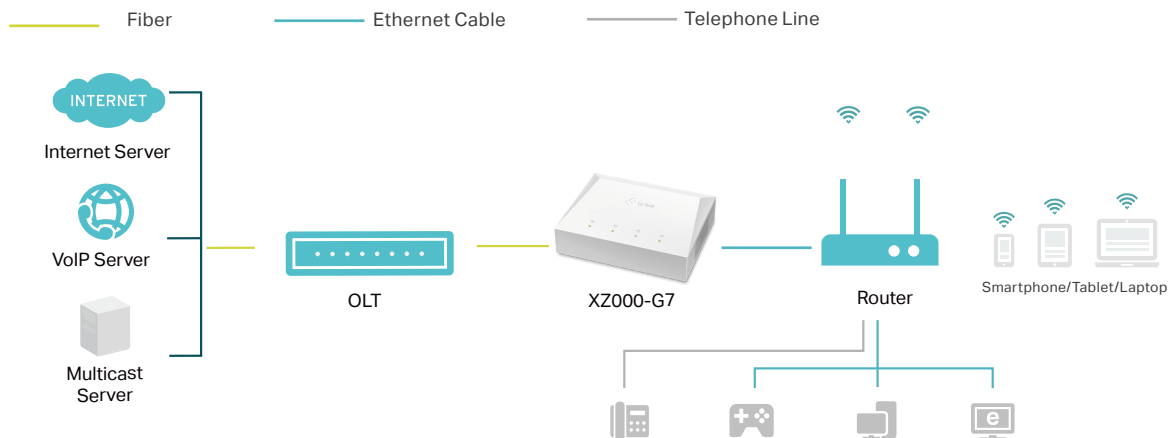 Fiber
Ethernet Cable
Telephone Line
INTERNET
Internet Server
VoIP Server
Multicast
Server
OLT
XZ000-G7
Router
Smartphone/Tablet/Laptop
e